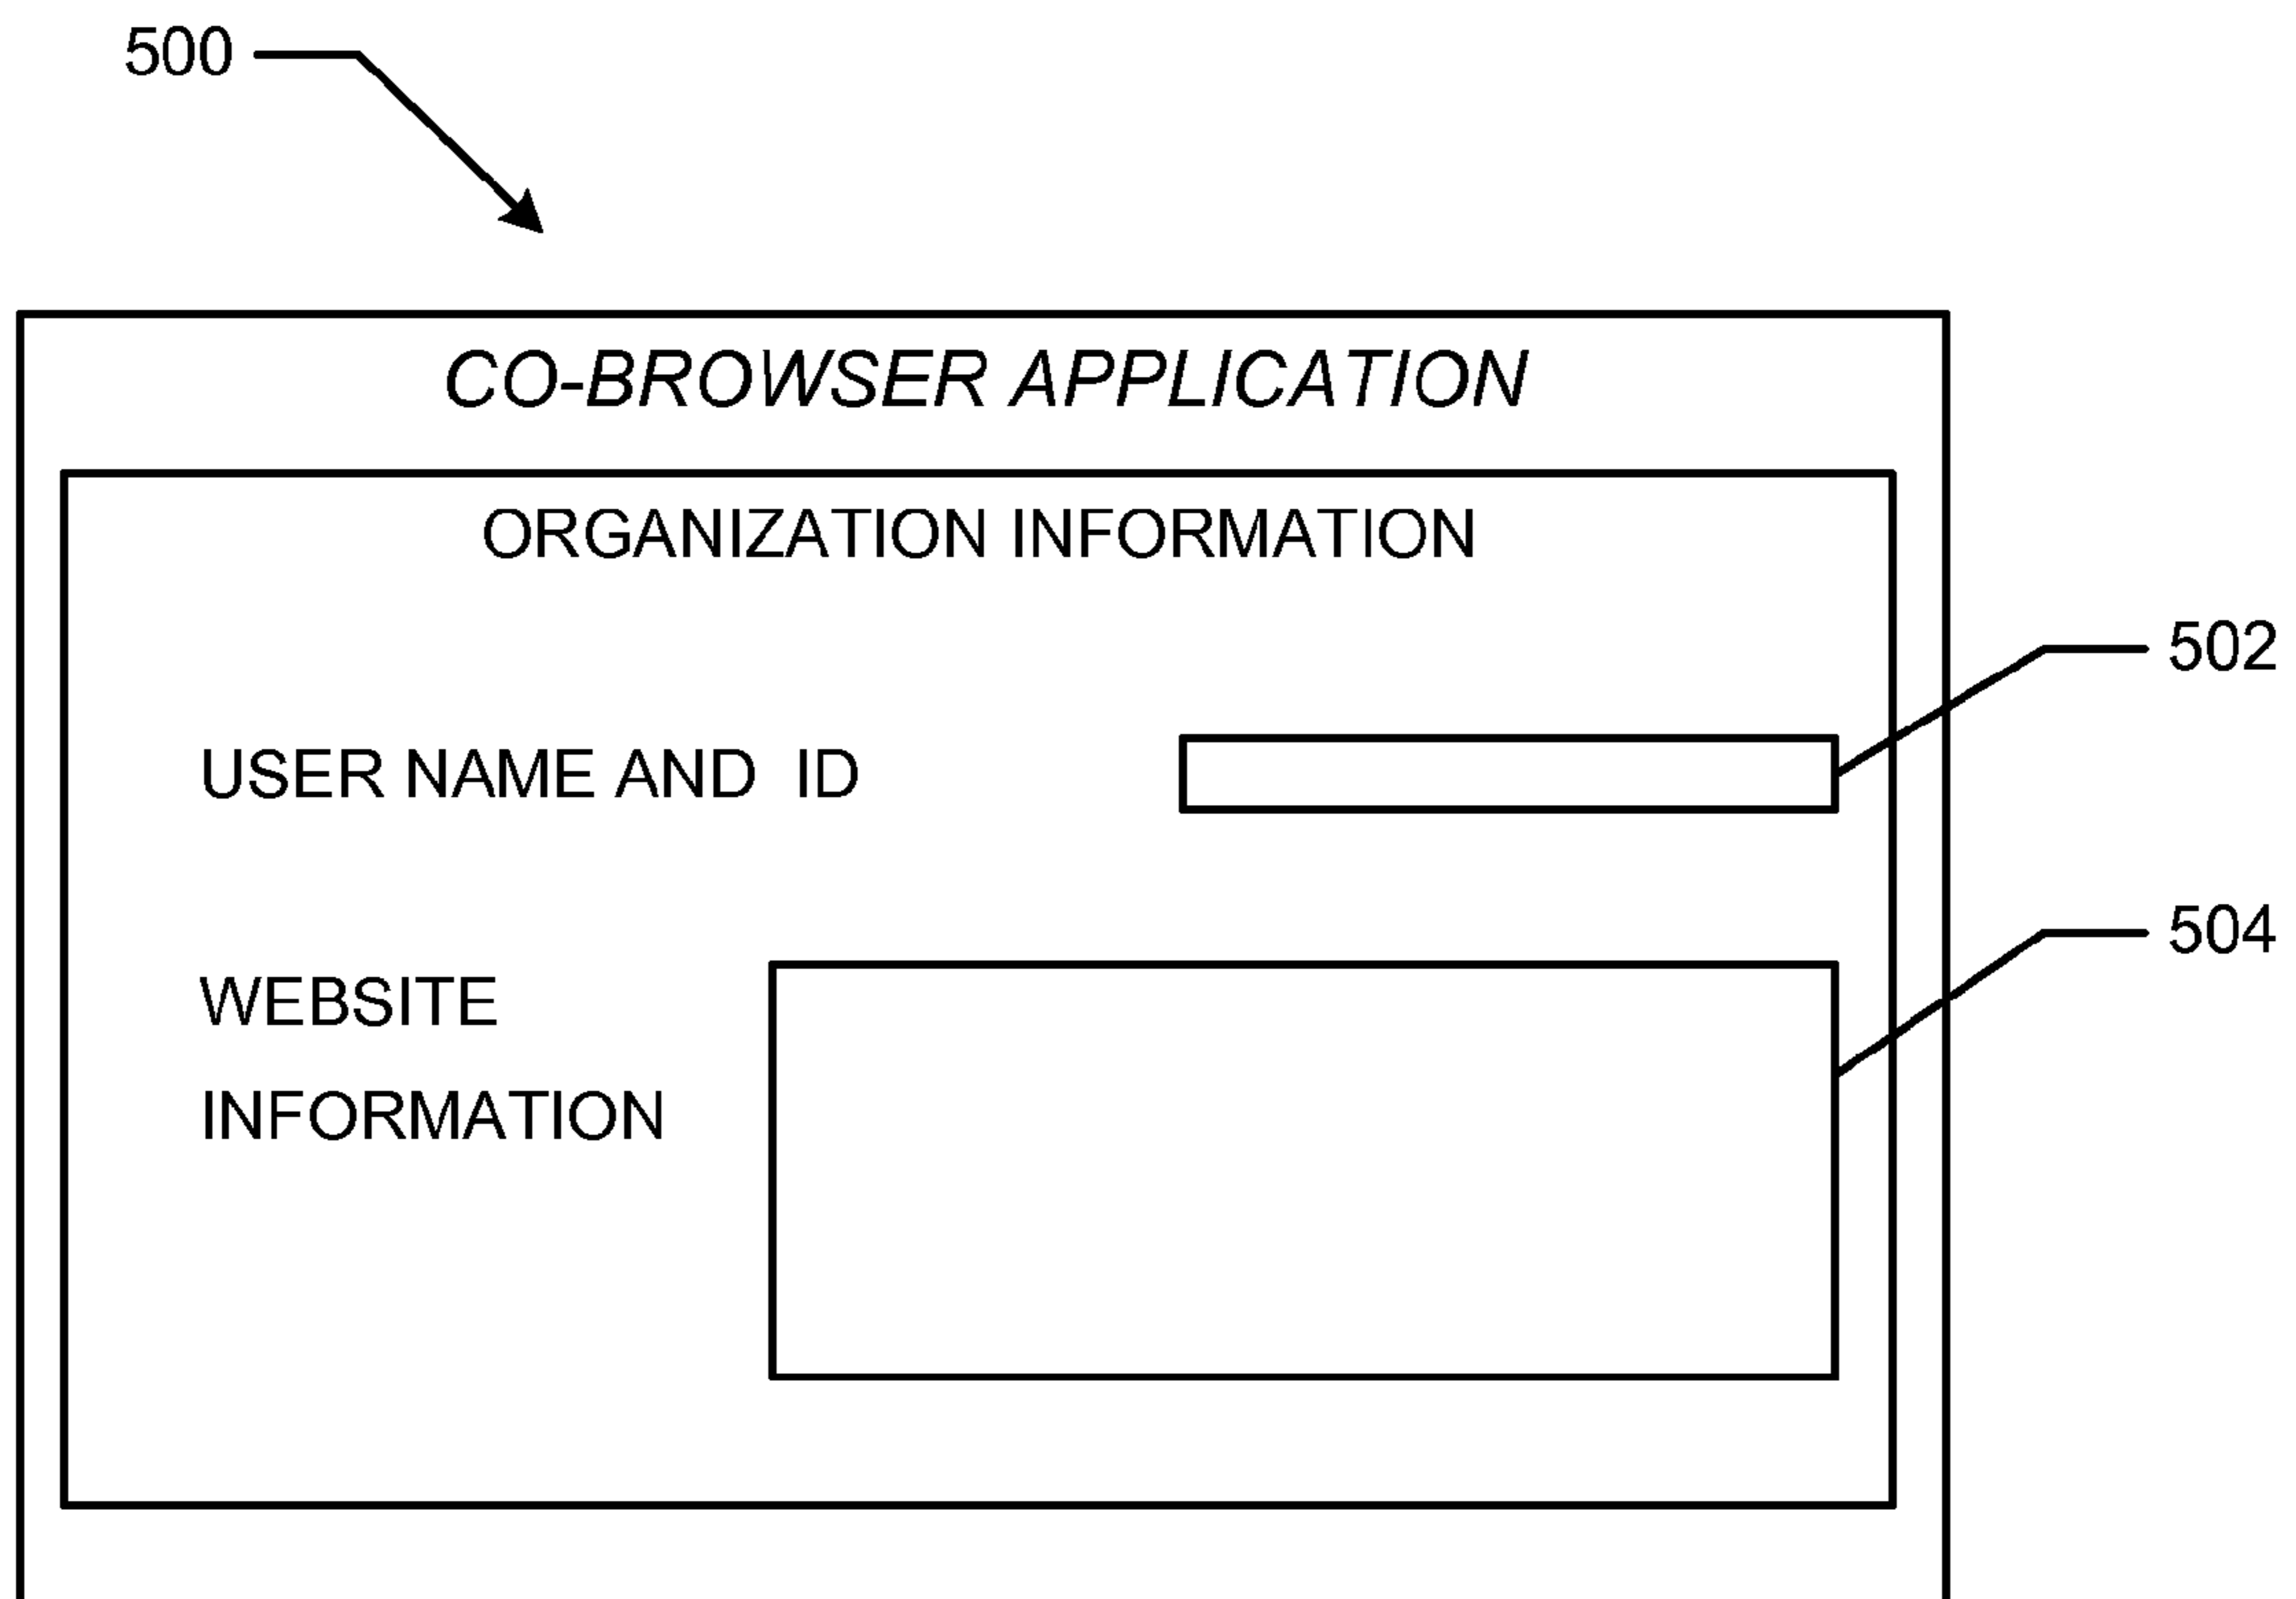 500
CO-BROWSER APPLICATION
ORGANIZATION INFORMATION
502
USER NAME AND ID
504
WEBSITE
INFORMATION